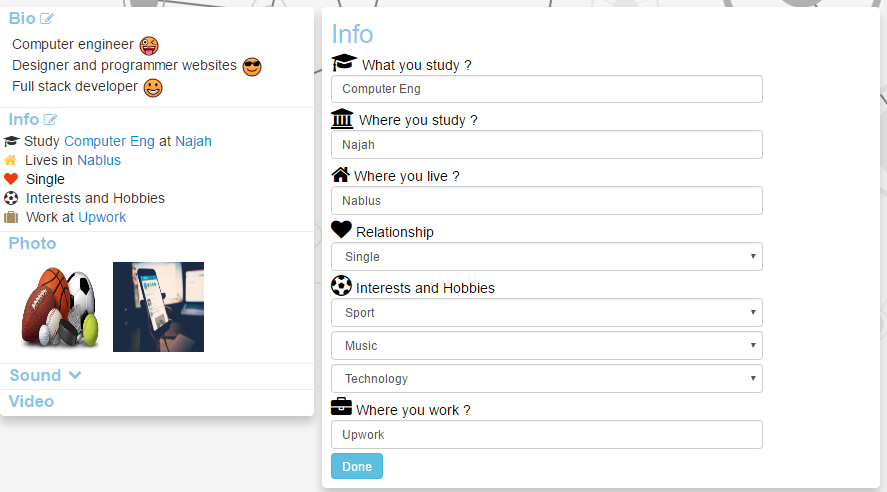 Bio
Computer engineer
Designer and programmer websites
Full stack developer
Info
Study Computer Eng at Najah
Lives in Nablus
Single
Interests and Hobbies
Work at Upwork
Photo
Sound
Video
Info
What you study ?
Computer Eng
Where you study ?
Najah
Where you live ?
Nablus
Relationship
Single
Interests and Hobbies
Sport
Music
Technology
Where you work ?
Upwork
Done